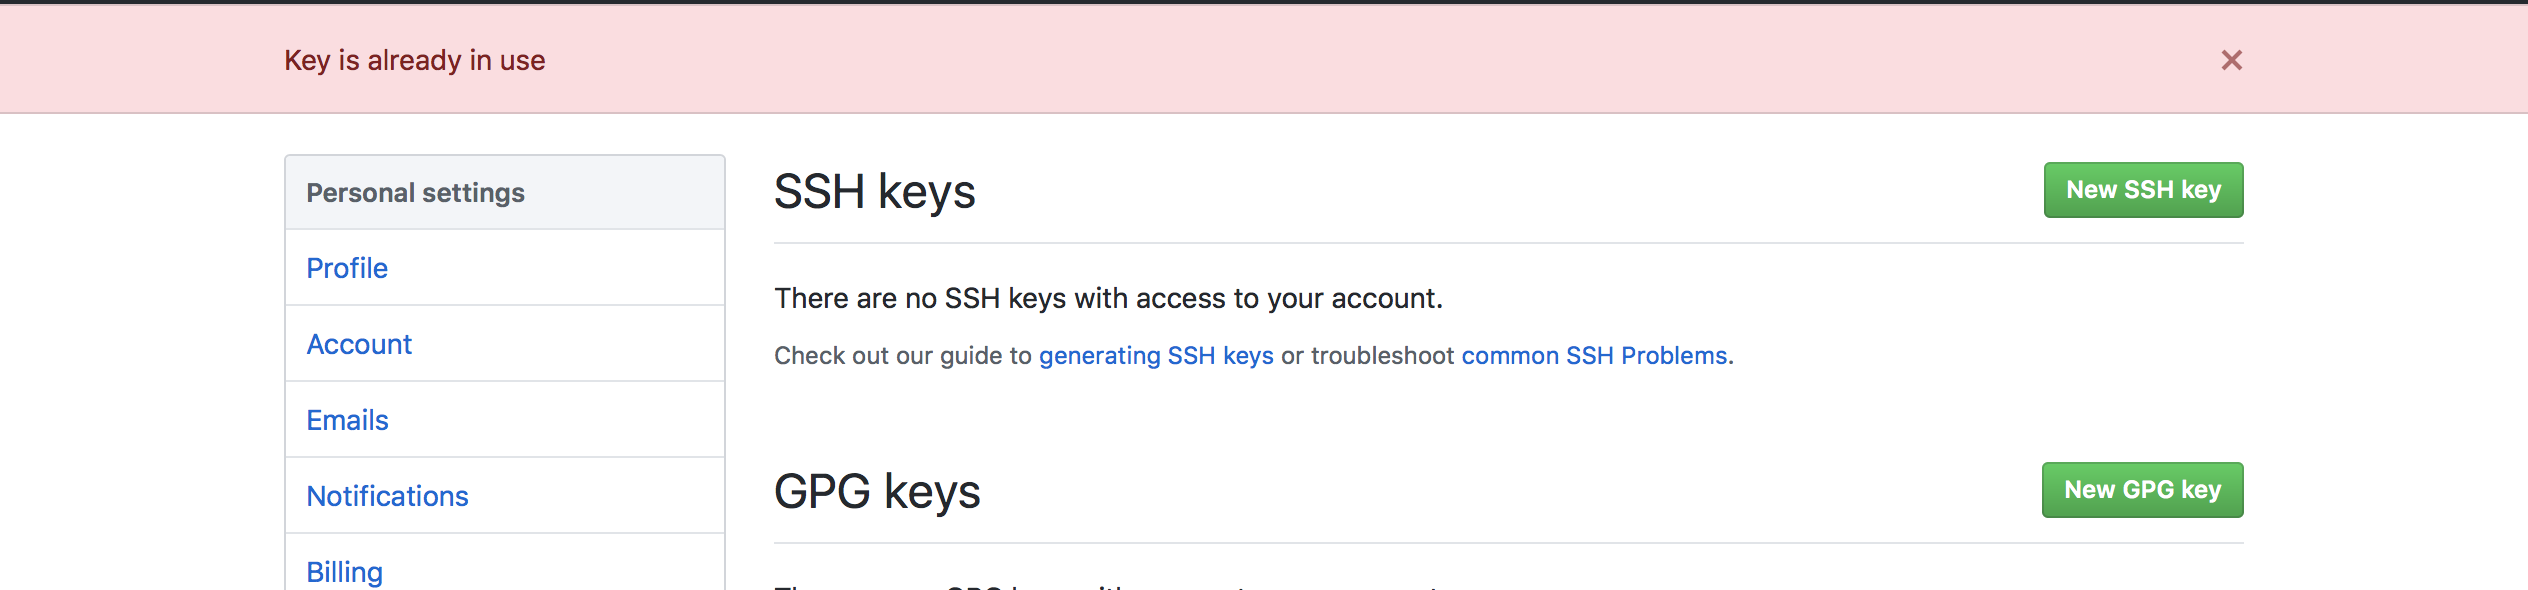 Key is already in use
Personal settings
Profile
Account
Emails
Notifications
Billing
SSH keys
New SSH key
There are no SSH keys with access to your account.
Check out our guide to generating SSH keys or troubleshoot common SSH Problems.
GPG keys
New GPG key